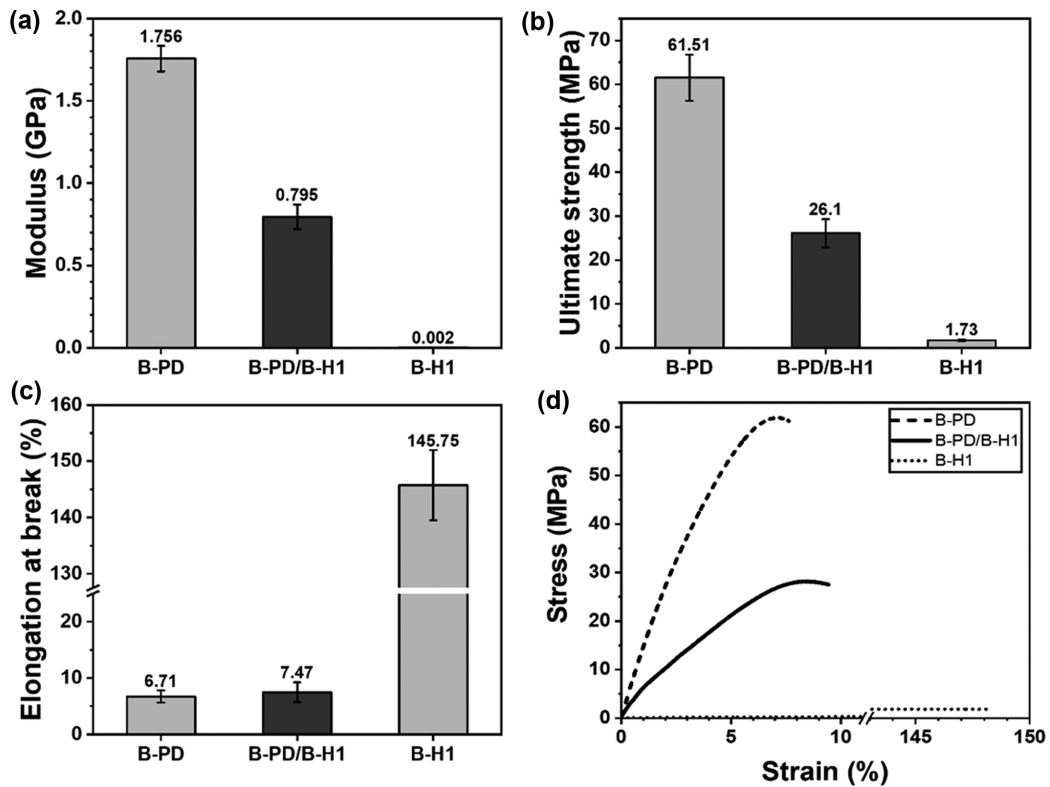 (a)
Modulus (GPa)
2.0
1.5
1.0
0.5
0.0
1.756
0.795
0.002
B-PD
B-PD/B-H1
B-H1
(b)
Ultimate strength (MPa)
70
60
50
40
30
20
10
0
61.51
26.1
1.73
B-PD
B-PD/B-H1
B-H1
(c)
Elongation at break (%)
160
150
140
130
20
10
0
6.71
7.47
145.75
B-PD
B-PD/B-H1
B-H1
(d)
Stress (MPa)
60
50
40
30
20
10
0
B-PD
B-PD/B-H1
B-H1
0
5
10
145
150
Strain (%)